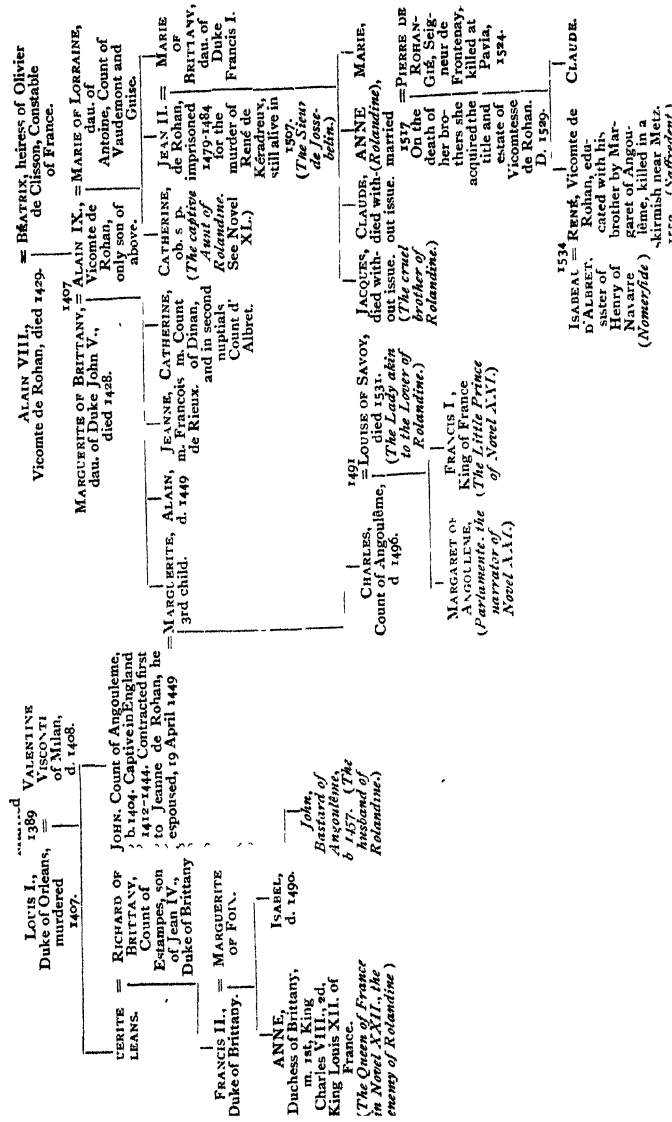 1389
LOUIS I.,
Duke of Orleans,
murdered
1407.
=
VALENTINE
VISCONTI
of Milan,
d. 1408.
UERITE
LEANS.
= RICHARD OF
BRITTANY,
Count of
Estampes, son
of Jean IV.,
Duke of Brittany
JOHN. Count of Angouleme,
b. 1404. Captive in England
1412-1444. Contracted first
to Jeanne de Rohan, he
espoused, 19 April 1449
FRANCIS II.,
Duke of Brittany.
= MARGUERITE
OF FOIX.
ANNE,
Duchess of Brittany,
m. 1st, King
Charles VIII., 2d,
King Louis XII. of
France.
(The Queen of France
in Novel XXII., the
enemy of Rolandine)
ISABEL,
d. 1490.
John,
Bastard of
Angoulême,
b 1457. (The
husband of
Rolandine.)
ALAIN VIII.,
Vicomte de Rohan, died 1429.
= BÉATRIX, heiress of Olivier
de Clisson, Constable
of France.
1407
MARGUERITE OF BRITTANY,
dau. of Duke John V.,
died 1428.
= ALAIN IX.,
Vicomte de
Rohan,
only son of
above.
= MARIE OF LORRAINE,
dau. of
Antoine, Count of
Vaudemont and
Guise.
= MARGUERITE,
3rd child.
ALAIN,
d. 1449
JEANNE,
m. Francois
de Rieux.
CATHERINE,
m. Count
of Dinan,
and in second
nuptials
Count d'
Albret.
CATHERINE,
ob. s p.
(The captive
Aunt of
Rolandine.
See Novel
XL.)
JEAN II.
de Rohan,
imprisoned
1479-1484
for the
murder of
René de
Kéradreux,
still alive in
1507.
(The Sieur
de Josse-
belin.)
= MARIE
OF
BRITTANY,
dau. of
Duke
Francis I.
CHARLES,
Count of Angoulême,
d 1496.
1491
= LOUISE OF SAVOY,
died 1531.
(The Lady akin
to the Lover of
Rolandine.)
JACQUES,
died with-
out issue.
(The cruel
brother of
Rolandine.)
CLAUDE,
died with-
out issue.
ANNE
(Rolandine),
married
1517
On the
death of
her bro-
thers she
acquired the
title and
estate of
Vicomtesse
de Rohan.
D. 1529.
= PIERRE DE
ROHAN-
GIÉ, Seig-
neur de
Frontenay,
killed at
Pavia,
1524.
MARIE,
MARGARET OF
ANGOULEME,
(Parlamente. the
narrator of
Novel XXI.)
FRANCIS I,
King of France
(The Little Prince
of Novel XXI.)
1534
ISABEAU
D'ALBRET,
sister of
Henry of
Navarre
(Nomerfide)
= RENÉ, Vicomte de
Rohan, edu-
cated with his
brother by Mar-
garet of Angou-
lême, killed in a
skirmish near Metz.
CLAUDE.